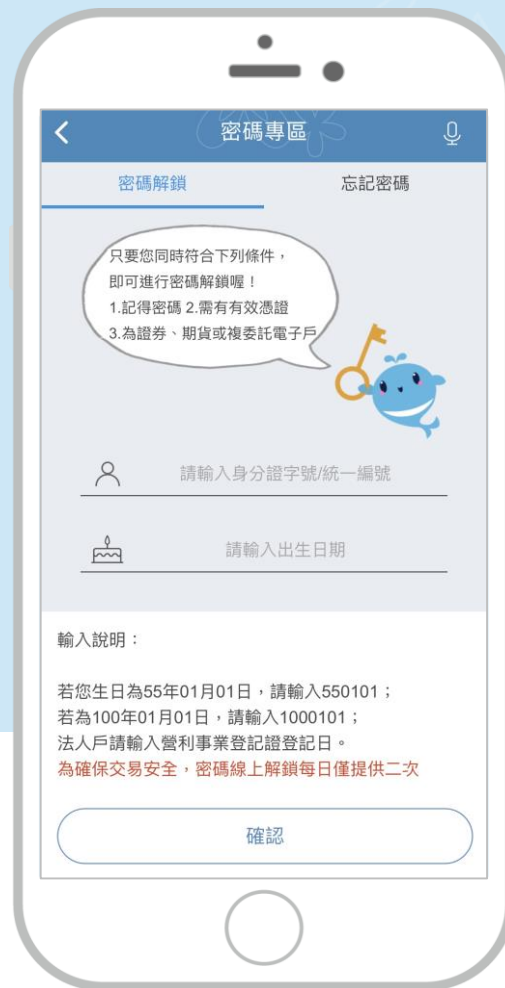 密碼專區
密碼解鎖
忘記密碼
只要您同時符合下列條件，
即可進行密碼解鎖喔！
1.記得密碼 2.需有有效憑證
3.為證券、期貨或複委託電子戶
請輸入身分證字號/統一編號
請輸入出生日期
輸入說明：
若您生日為55年01月01日，請輸入550101；
若為100年01月01日，請輸入1000101；
法人戶請輸入營利事業登記證登記日。
為確保交易安全，密碼線上解鎖每日僅提供二次
確認